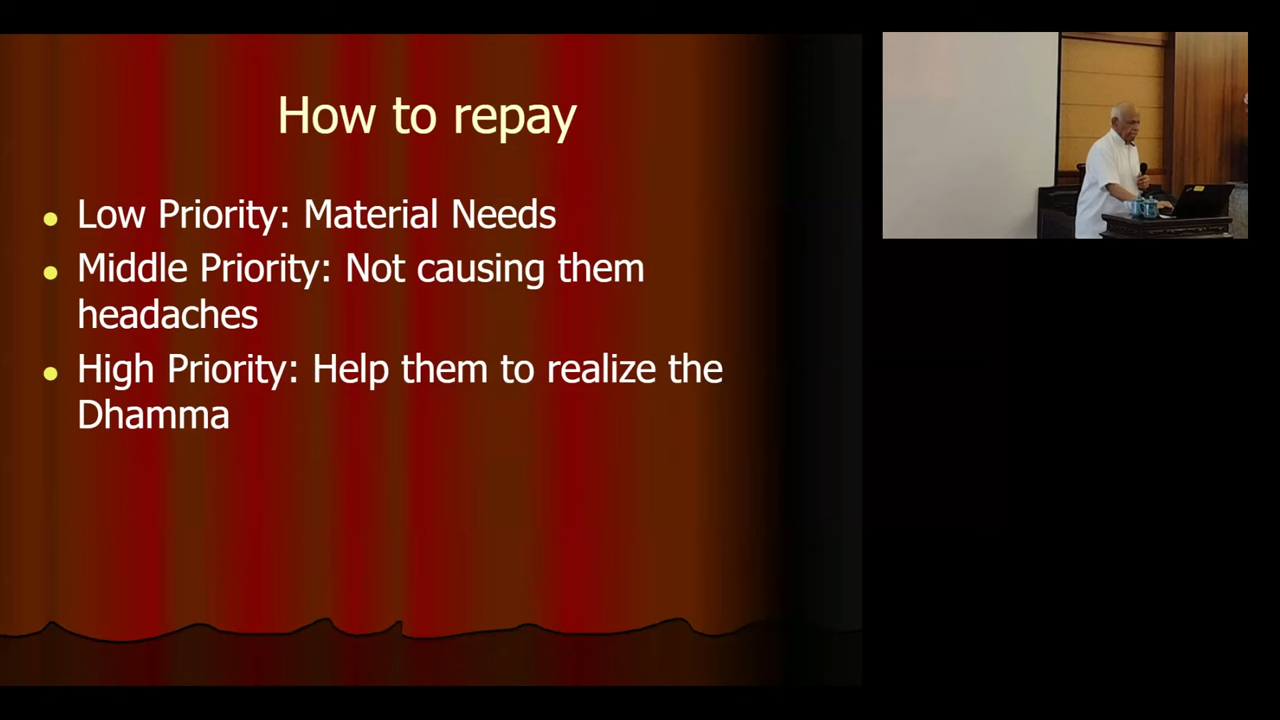 How to repay
Low Priority: Material Needs
Middle Priority: Not causing them
headaches
High Priority: Help them to realize the
Dhamma